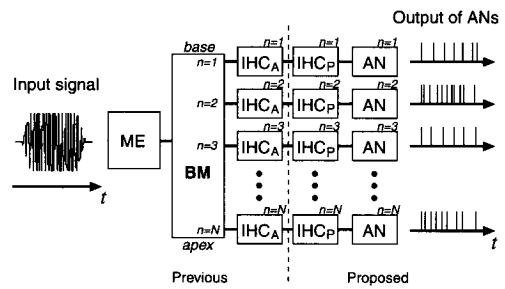 Output of ANs
base n=1 n=1 n=1
n=1 IHCA IHCP AN
Input signal
n=2 n=2 n=2
n=2 IHCA IHCP AN
ME
n=3 n=3 n=3
n=3 IHCA IHCP AN
BM
t
n=N n=N n=N
n=N IHCA IHCP AN
apex
t
Previous Proposed